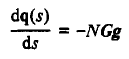 dq(s)/ds = −NGg